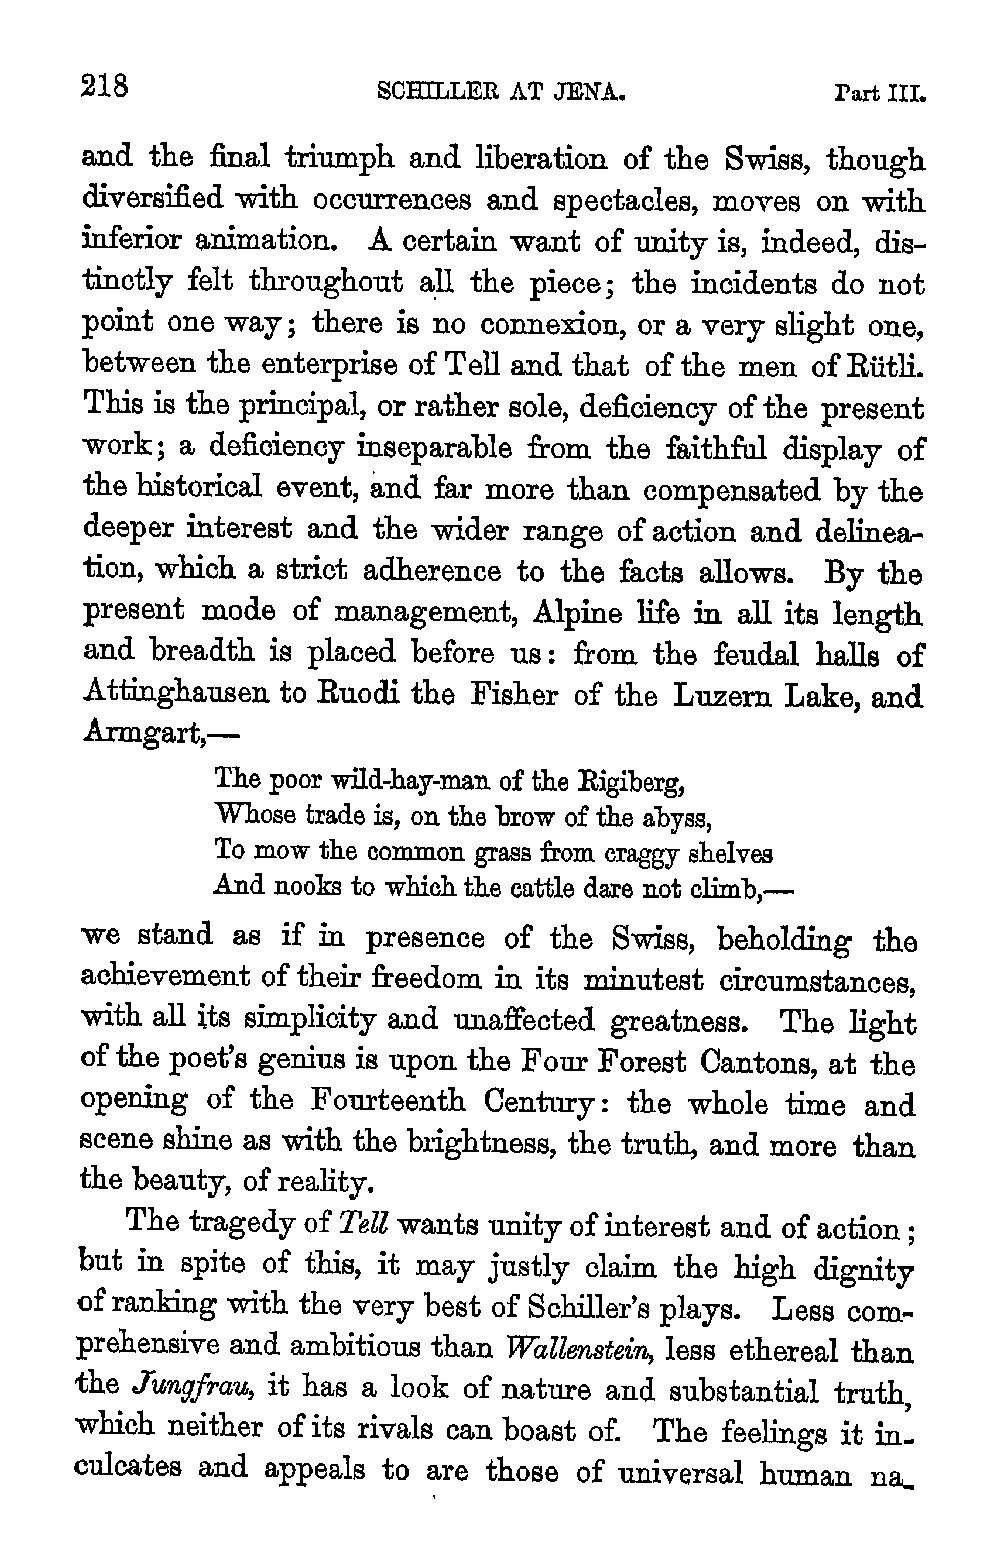 218 SCHILLER AT JENA. Part III.
and the final triumph and liberation of the Swiss, though
diversified with occurrences and spectacles, moves on with
inferior animation. A certain want of unity is, indeed, dis-
tinctly felt throughout all the piece; the incidents do not
point one way; there is no connexion, or a very slight one,
between the enterprise of Tell and that of the men of Rütli.
This is the principal, or rather sole, deficiency of the present
work; a deficiency inseparable from the faithful display of
the historical event, and far more than compensated by the
deeper interest and the wider range of action and delinea-
tion, which a strict adherence to the facts allows. By the
present mode of management, Alpine life in all its length
and breadth is placed before us: from the feudal halls of
Attinghausen to Ruodi the Fisher of the Luzern Lake, and
Armgart,—
The poor wild-hay-man of the Rigiberg,
Whose trade is, on the brow of the abyss,
To mow the common grass from craggy shelves
And nooks to which the cattle dare not climb,—
we stand as if in presence of the Swiss, beholding the
achievement of their freedom in its minutest circumstances,
with all its simplicity and unaffected greatness. The light
of the poet's genius is upon the Four Forest Cantons, at the
opening of the Fourteenth Century: the whole time and
scene shine as with the brightness, the truth, and more than
the beauty, of reality.
The tragedy of Tell wants unity of interest and of action;
but in spite of this, it may justly claim the high dignity
of ranking with the very best of Schiller's plays. Less com-
prehensive and ambitious than Wallenstein, less ethereal than
the Jungfrau, it has a look of nature and substantial truth,
which neither of its rivals can boast of. The feelings it in-
culcates and appeals to are those of universal human na-